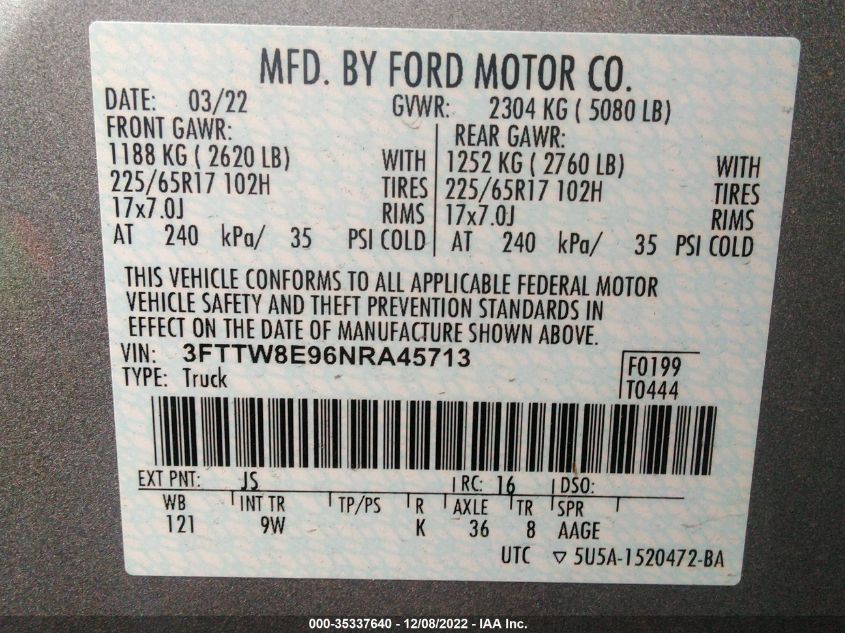 MFD. BY FORD MOTOR CO.
DATE: 03/22 GVWR: 2304 KG ( 5080 LB)
FRONT GAWR: REAR GAWR:
1188 KG ( 2620 LB) WITH 1252 KG ( 2760 LB) WITH
225/65R17 102H TIRES 225/65R17 102H TIRES
17x7.0J RIMS 17x7.0J RIMS
AT 240 kPa/ 35 PSI COLD AT 240 kPa/ 35 PSI COLD
THIS VEHICLE CONFORMS TO ALL APPLICABLE FEDERAL MOTOR
VEHICLE SAFETY AND THEFT PREVENTION STANDARDS IN
EFFECT ON THE DATE OF MANUFACTURE SHOWN ABOVE.
VIN: 3FTTW8E96NRA45713 F0199
TYPE: Truck T0444
EXT PNT: JS RC: 16 DSO:
WB INT TR TP/PS R AXLE TR SPR
121 9W K 36 8 AAGE
UTC ▽ 5U5A-1520472-BA
000-35337640 - 12/08/2022 - IAA Inc.